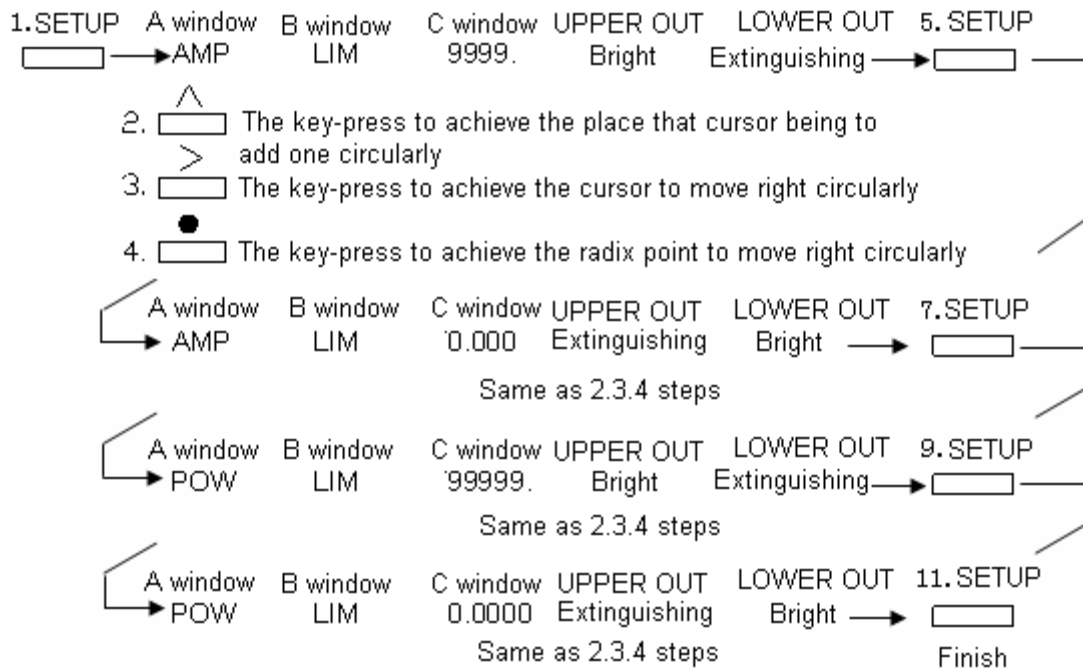 1.SETUP A window B window C window UPPER OUT LOWER OUT 5. SETUP
AMP LIM 9999. Bright Extinguishing
2. The key-press to achieve the place that cursor being to
add one circularly
3. The key-press to achieve the cursor to move right circularly
4. The key-press to achieve the radix point to move right circularly
A window B window C window UPPER OUT LOWER OUT 7.SETUP
AMP LIM 0.000 Extinguishing Bright
Same as 2.3.4 steps
A window B window C window UPPER OUT LOWER OUT 9.SETUP
POW LIM 99999. Bright Extinguishing
Same as 2.3.4 steps
A window B window C window UPPER OUT LOWER OUT 11.SETUP
POW LIM 0.0000 Extinguishing Bright
Same as 2.3.4 steps Finish